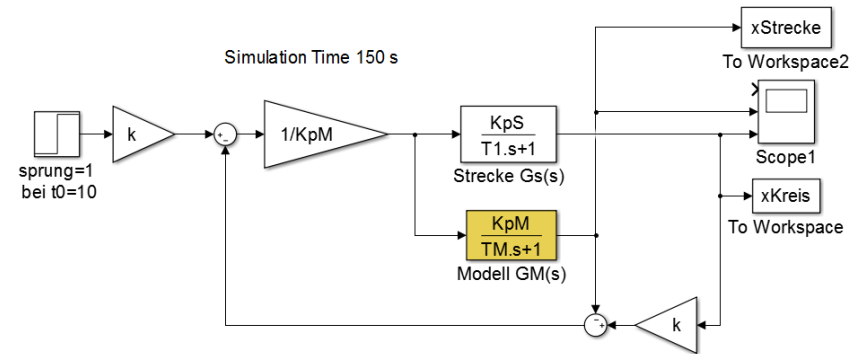 xStrecke
To Workspace2
Simulation Time 150 s
k
+
−
1/KpM
KpS
T1.s+1
Strecke Gs(s)
Scope1
sprung=1
bei t0=10
xKreis
To Workspace
KpM
TM.s+1
Modell GM(s)
−
+
k